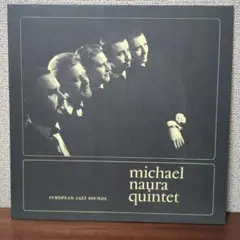 michael
naura
EUROPEAN JAZZ SOUNDS
quintet